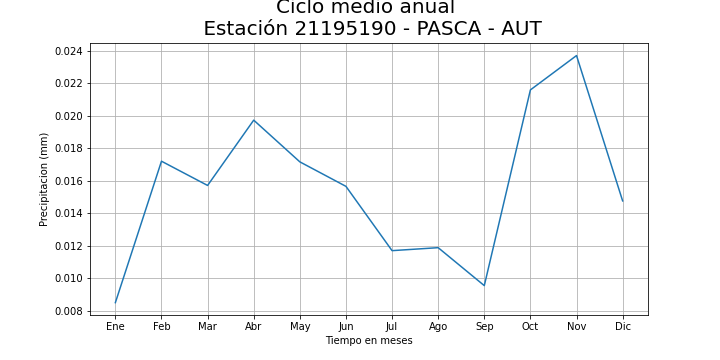 Ciclo medio anual
Estación 21195190 - PASCA - AUT
Precipitacion (mm)
0.024
0.022
0.020
0.018
0.016
0.014
0.012
0.010
0.008
Ene Feb Mar Abr May Jun Jul Ago Sep Oct Nov Dic
Tiempo en meses